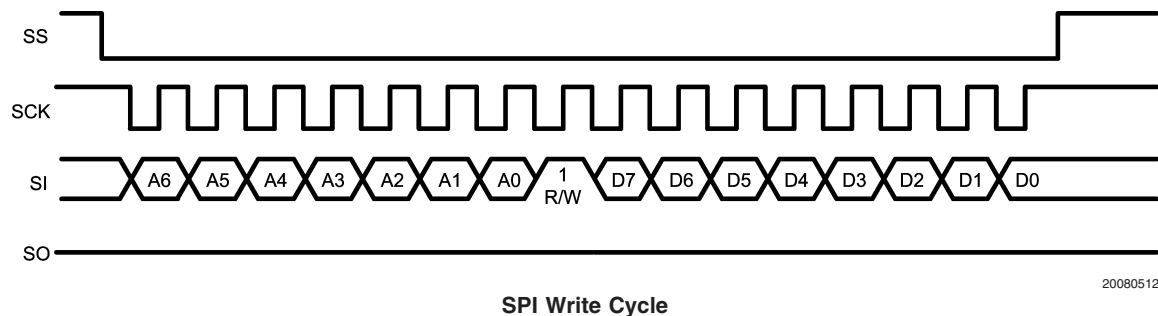 SS
SCK
SI A6 A5 A4 A3 A2 A1 A0 1 R/W D7 D6 D5 D4 D3 D2 D1 D0
SO
20080512
SPI Write Cycle